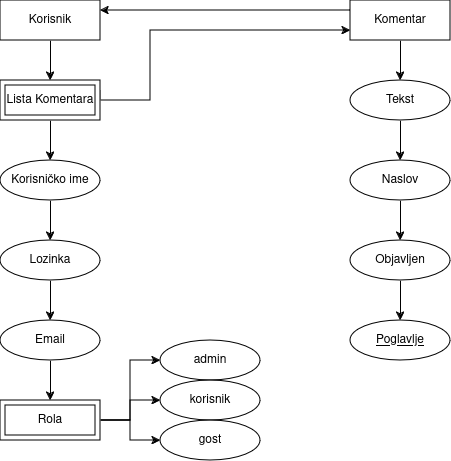 Korisnik
Komentar
Lista Komentara
Tekst
Korisničko ime
Naslov
Lozinka
Objavljen
Email
Poglavlje
admin
korisnik
Rola
gost